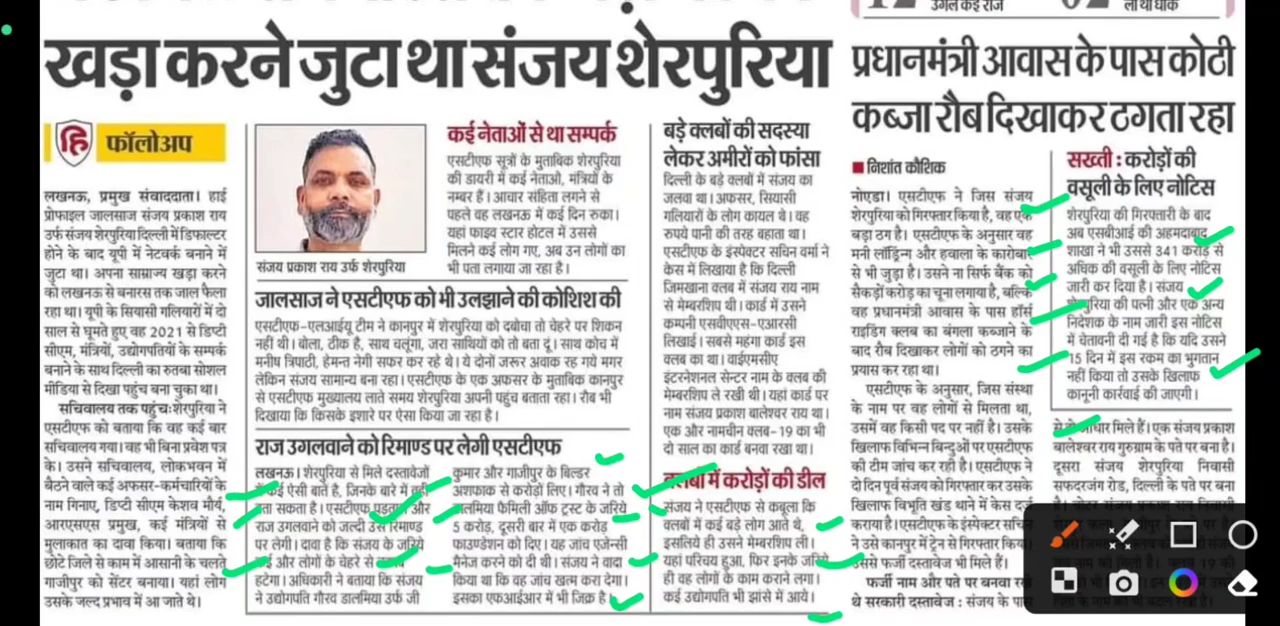 खड़ा करने जुटा था संजय शेरपुरिया
हि
फॉलोअप
लखनऊ, प्रमुख संवाददाता। हाई
प्रोफाइल जालसाज संजय प्रकाश राय
उर्फ संजय शेरपुरिया दिल्ली में डिफाल्टर
होने के बाद यूपी में नेटवर्क बनाने में
जुटा था। अपना साम्राज्य खड़ा करने
को लखनऊ से बनारस तक जाल फैला
रहा था। यूपी के सियासी गलियारों में दो
साल से घूमते हुए वह 2021 से डिप्टी
सीएम, मंत्रियों, उद्योगपतियों के सम्पर्क
बनाने के साथ दिल्ली का रुतबा सोशल
मीडिया से दिखा पहुंच बना चुका था।
सचिवालय तक पहुंच: शेरपुरिया ने
एसटीएफ को बताया कि वह कई बार
सचिवालय गया। वह भी बिना प्रवेश पत्र
के। उसने सचिवालय, लोकभवन में
बैठने वाले कई अफसर-कर्मचारियों के
नाम गिनाए, डिप्टी सीएम केशव मौर्य,
आरएसएस प्रमुख, कई मंत्रियों से
मुलाकात का दावा किया। बताया कि
छोटे जिले से काम में आसानी के चलते
गाजीपुर को सेंटर बनाया। यहां लोग
उसके जल्द प्रभाव में आ जाते थे।
संजय प्रकाश राय उर्फ शेरपुरिया
कई नेताओं से था सम्पर्क
एसटीएफ सूत्रों के मुताबिक शेरपुरिया
की डायरी में कई नेताओ, मंत्रियों के
नम्बर हैं। आचार संहिता लगने से
पहले वह लखनऊ में कई दिन रुका।
यहां फाइव स्टार होटल में उससे
मिलने कई लोग गए, अब उन लोगों का
भी पता लगाया जा रहा है।
जालसाज ने एसटीएफ को भी उलझाने की कोशिश की
एसटीएफ-एलआईयू टीम ने कानपुर में शेरपुरिया को दबोचा तो चेहरे पर शिकन
नहीं था। बोला, ठीक है, साथ चलूंगा, जरा साथियों को तो बता दूं। साथ कोच में
मनीष त्रिपाठी, हेमन्त नेगी सफर कर रहे थे। ये दोनों जरूर अवाक रह गये मगर
लेकिन संजय सामान्य बना रहा। एसटीएफ के एक अफसर के मुताबिक कानपुर
से एसटीएफ मुख्यालय लाते समय शेरपुरिया अपनी पहुंच बताता रहा। रौब भी
दिखाया कि किसके इशारे पर ऐसा किया जा रहा है।
राज उगलवाने को रिमाण्ड पर लेगी एसटीएफ
लखनऊ। शेरपुरिया से मिले दस्तावेजों
कई ऐसी बाते है, जिनके बारे में वही
बता सकता है। एसटीएफ और
राज उगलवाने को जल्दी उसे रिमाण्ड
पर लेगी। दावा है कि संजय के जरिये
कई और लोगों के चेहरे से
हटेगा। अधिकारी ने बताया कि संजय
ने उद्योगपति गौरव डालमिया उर्फ जी
कुमार और गाजीपुर के बिल्डर
अशफाक से करोड़ों लिए। गौरव ने तो
डालमिया फैमिली ऑफ ट्रस्ट के जरिये
5 करोड़, दूसरी बार में एक करोड़
फाउण्डेशन को दिए। यह जांच एजेन्सी
मैनेज करने को दी थी। संजय ने वादा
किया था कि वह जांच खत्म करा देगा।
इसका एफआईआर में भी जिक्र है।
बड़े क्लबों की सदस्या
लेकर अमीरों को फांसा
दिल्ली के बड़े क्लबों में संजय का
जलवा था। अफसर, सियासी
गलियारों के लोग कायल थे। वह
रुपये पानी की तरह बहाता था।
एसटीएफ के इंस्पेक्टर सचिन वर्मा ने
केस में लिखाया है कि दिल्ली
जिमखाना क्लब में संजय राय नाम
से मेम्बरशिप थी। कार्ड में उसने
कम्पनी एसवीएएस-एआरसी
लिखाई। सबसे महंगा कार्ड इस
क्लब का था। वाईएमसीए
इंटरनेशनल सेन्टर नाम के क्लब की
मेम्बरशिप ले रखी थी। यहां कार्ड पर
नाम संजय प्रकाश बालेश्वर राय था।
एक और नामचीन क्लब-19 का भी
दो साल का कार्ड बनवा रखा था।
क्लबों में करोड़ों की डील
संजय ने एसटीएफ से कबूला कि
क्लबों में कई बड़े लोग आते थे,
इसलिये ही उसने मेम्बरशिप ली।
यहां परिचय हुआ, फिर इनके जरिये
ही वह लोगों के काम कराने लगा।
कई उद्योगपति भी झांसे में आये।
उगले कई राज
प्रधानमंत्री आवास के पास कोठी
कब्जा रौब दिखाकर ठगता रहा
निशांत कौशिक
नोएडा। एसटीएफ ने जिस संजय
शेरपुरिया को गिरफ्तार किया है, वह एक
बड़ा ठग है। एसटीएफ के अनुसार वह
मनी लॉड्रिन्ग और हवाला के कारोबार
से भी जुड़ा है। उसने ना सिर्फ बैंक को
सैकड़ों करोड़ का चूना लगाया है, बल्कि
वह प्रधानमंत्री आवास के पास हॉर्स
राइडिंग क्लब का बंगला कब्जाने के
बाद रौब दिखाकर लोगों को ठगने का
प्रयास कर रहा था।
एसटीएफ के अनुसार, जिस संस्था
के नाम पर वह लोगों से मिलता था,
उसमें वह किसी पद पर नहीं है। उसके
खिलाफ विभिन्न बिन्दुओं पर एसटीएफ
की टीम जांच कर रही है। एसटीएफ ने
दो दिन पूर्व संजय को गिरफ्तार कर उसके
खिलाफ विभूति खंड थाने में केस दर्ज
कराया है। एसटीएफ के इंस्पेक्टर सचिन
ने उसे कानपुर में ट्रेन से गिरफ्तार किया।
उससे फर्जी दस्तावेज भी मिले हैं।
फर्जी नाम और पते पर बनवा रखे
थे सरकारी दस्तावेज : संजय के पास
सख्ती : करोड़ों की
वसूली के लिए नोटिस
शेरपुरिया की गिरफ्तारी के बाद
अब एसबीआई की अहमदाबाद
शाखा ने भी उससे 341 करोड़ से
अधिक की वसूली के लिए नोटिस
जारी कर दिया है। संजय
शेरपुरिया की पत्नी और एक अन्य
निदेशक के नाम जारी इस नोटिस
में चेतावनी दी गई है कि यदि उसने
15 दिन में इस रकम का भुगतान
नहीं किया तो उसके खिलाफ
कानूनी कार्रवाई की जाएगी।
से दो आधार मिले हैं। एक संजय प्रकाश
बालेश्वर राय गुरुग्राम के पते पर बना है।
दूसरा संजय शेरपुरिया निवासी
सफदरजंग रोड, दिल्ली के पते पर बना